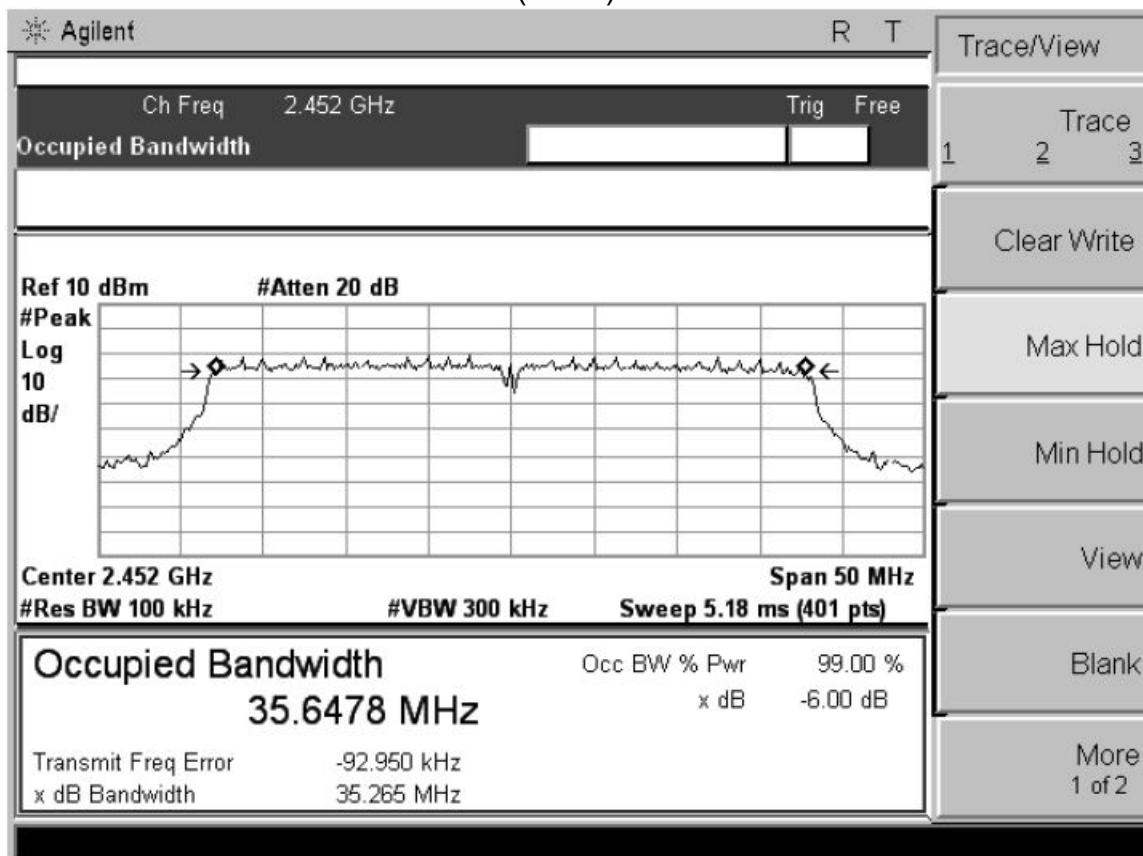 Agilent R T
Trace/View
Ch Freq 2.452 GHz Trig Free
Occupied Bandwidth
Trace
1 2 3
Clear Write
Max Hold
Min Hold
View
Blank
More
1 of 2
Ref 10 dBm #Atten 20 dB
#Peak
Log
10
dB/
Center 2.452 GHz Span 50 MHz
#Res BW 100 kHz #VBW 300 kHz Sweep 5.18 ms (401 pts)
Occupied Bandwidth Occ BW % Pwr 99.00 %
35.6478 MHz x dB -6.00 dB
Transmit Freq Error -92.950 kHz
x dB Bandwidth 35.265 MHz